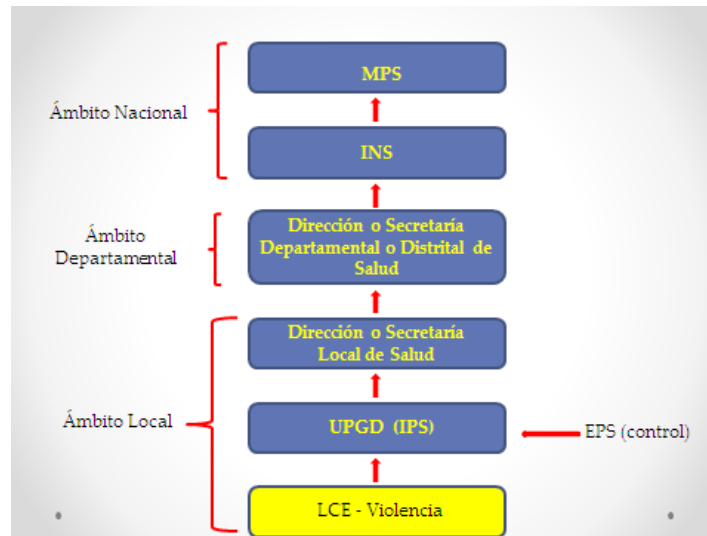 MPS
Ámbito Nacional
INS
Dirección o Secretaría
Departamental o Distrital de
Salud
Ámbito
Departamental
Dirección o Secretaría
Local de Salud
Ámbito Local
UPGD (IPS)
EPS (control)
LCE - Violencia